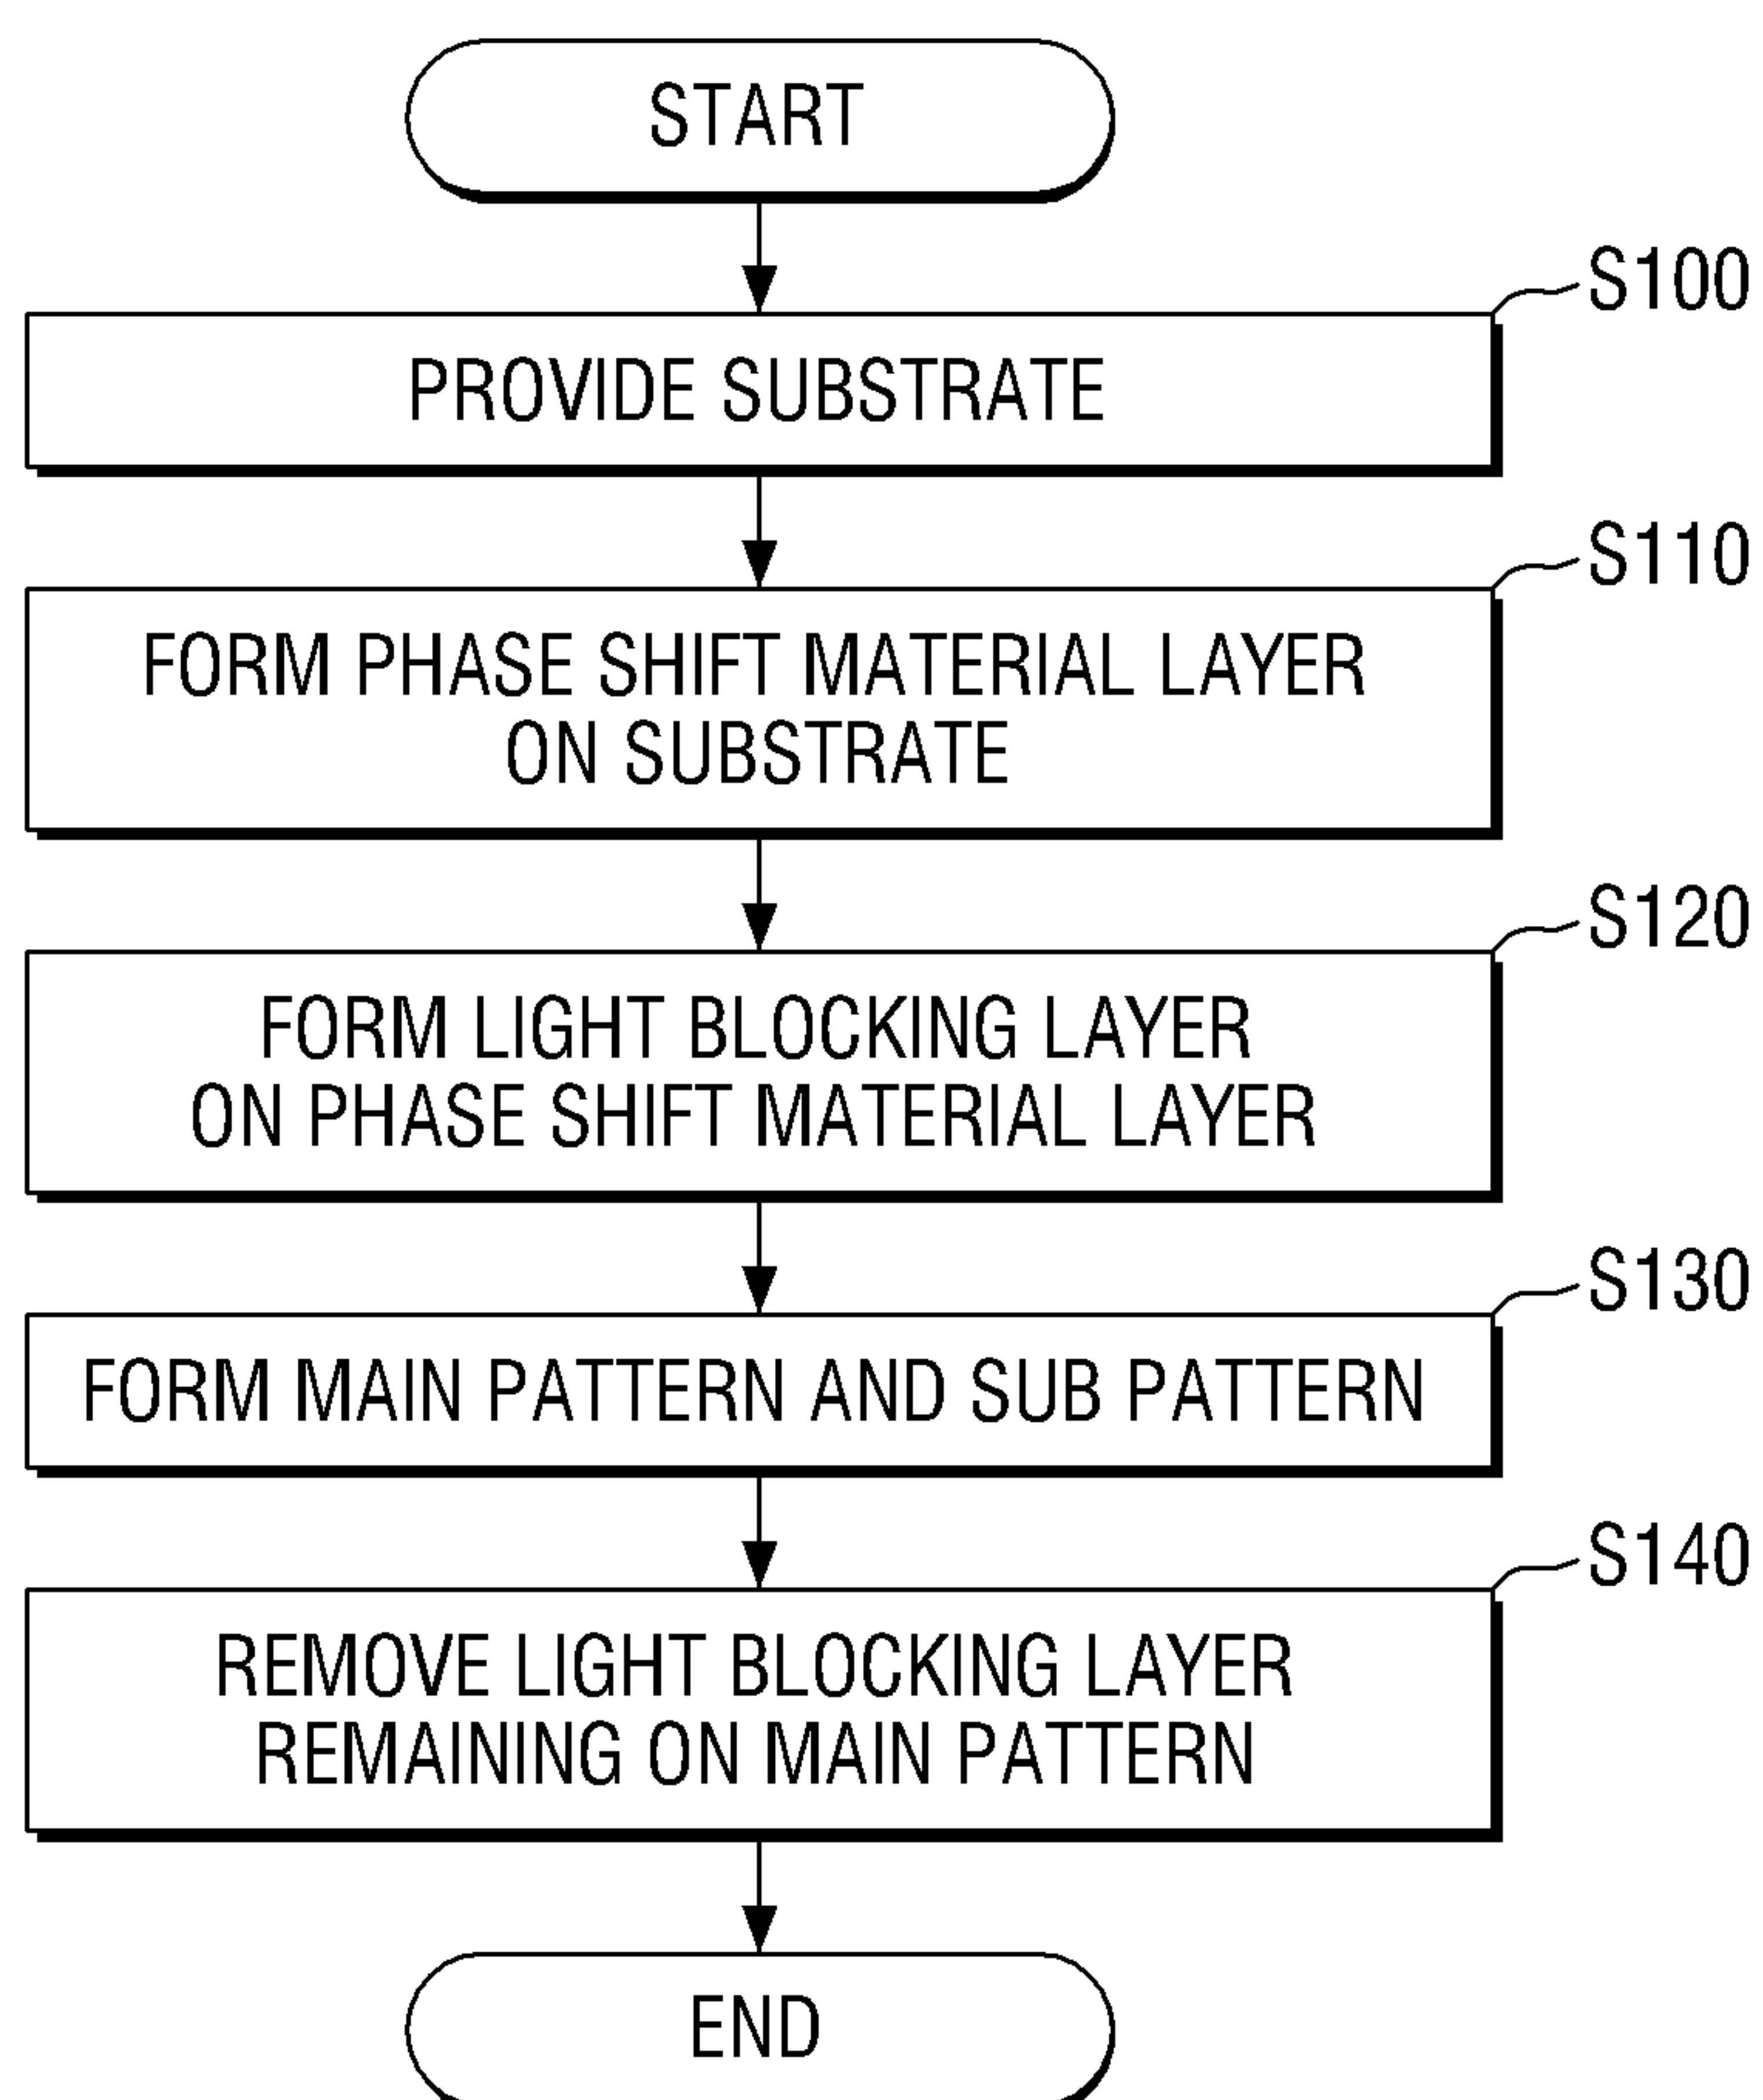 START
S100
PROVIDE SUBSTRATE
S110
FORM PHASE SHIFT MATERIAL LAYER
ON SUBSTRATE
S120
FORM LIGHT BLOCKING LAYER
ON PHASE SHIFT MATERIAL LAYER
S130
FORM MAIN PATTERN AND SUB PATTERN
S140
REMOVE LIGHT BLOCKING LAYER
REMAINING ON MAIN PATTERN
END